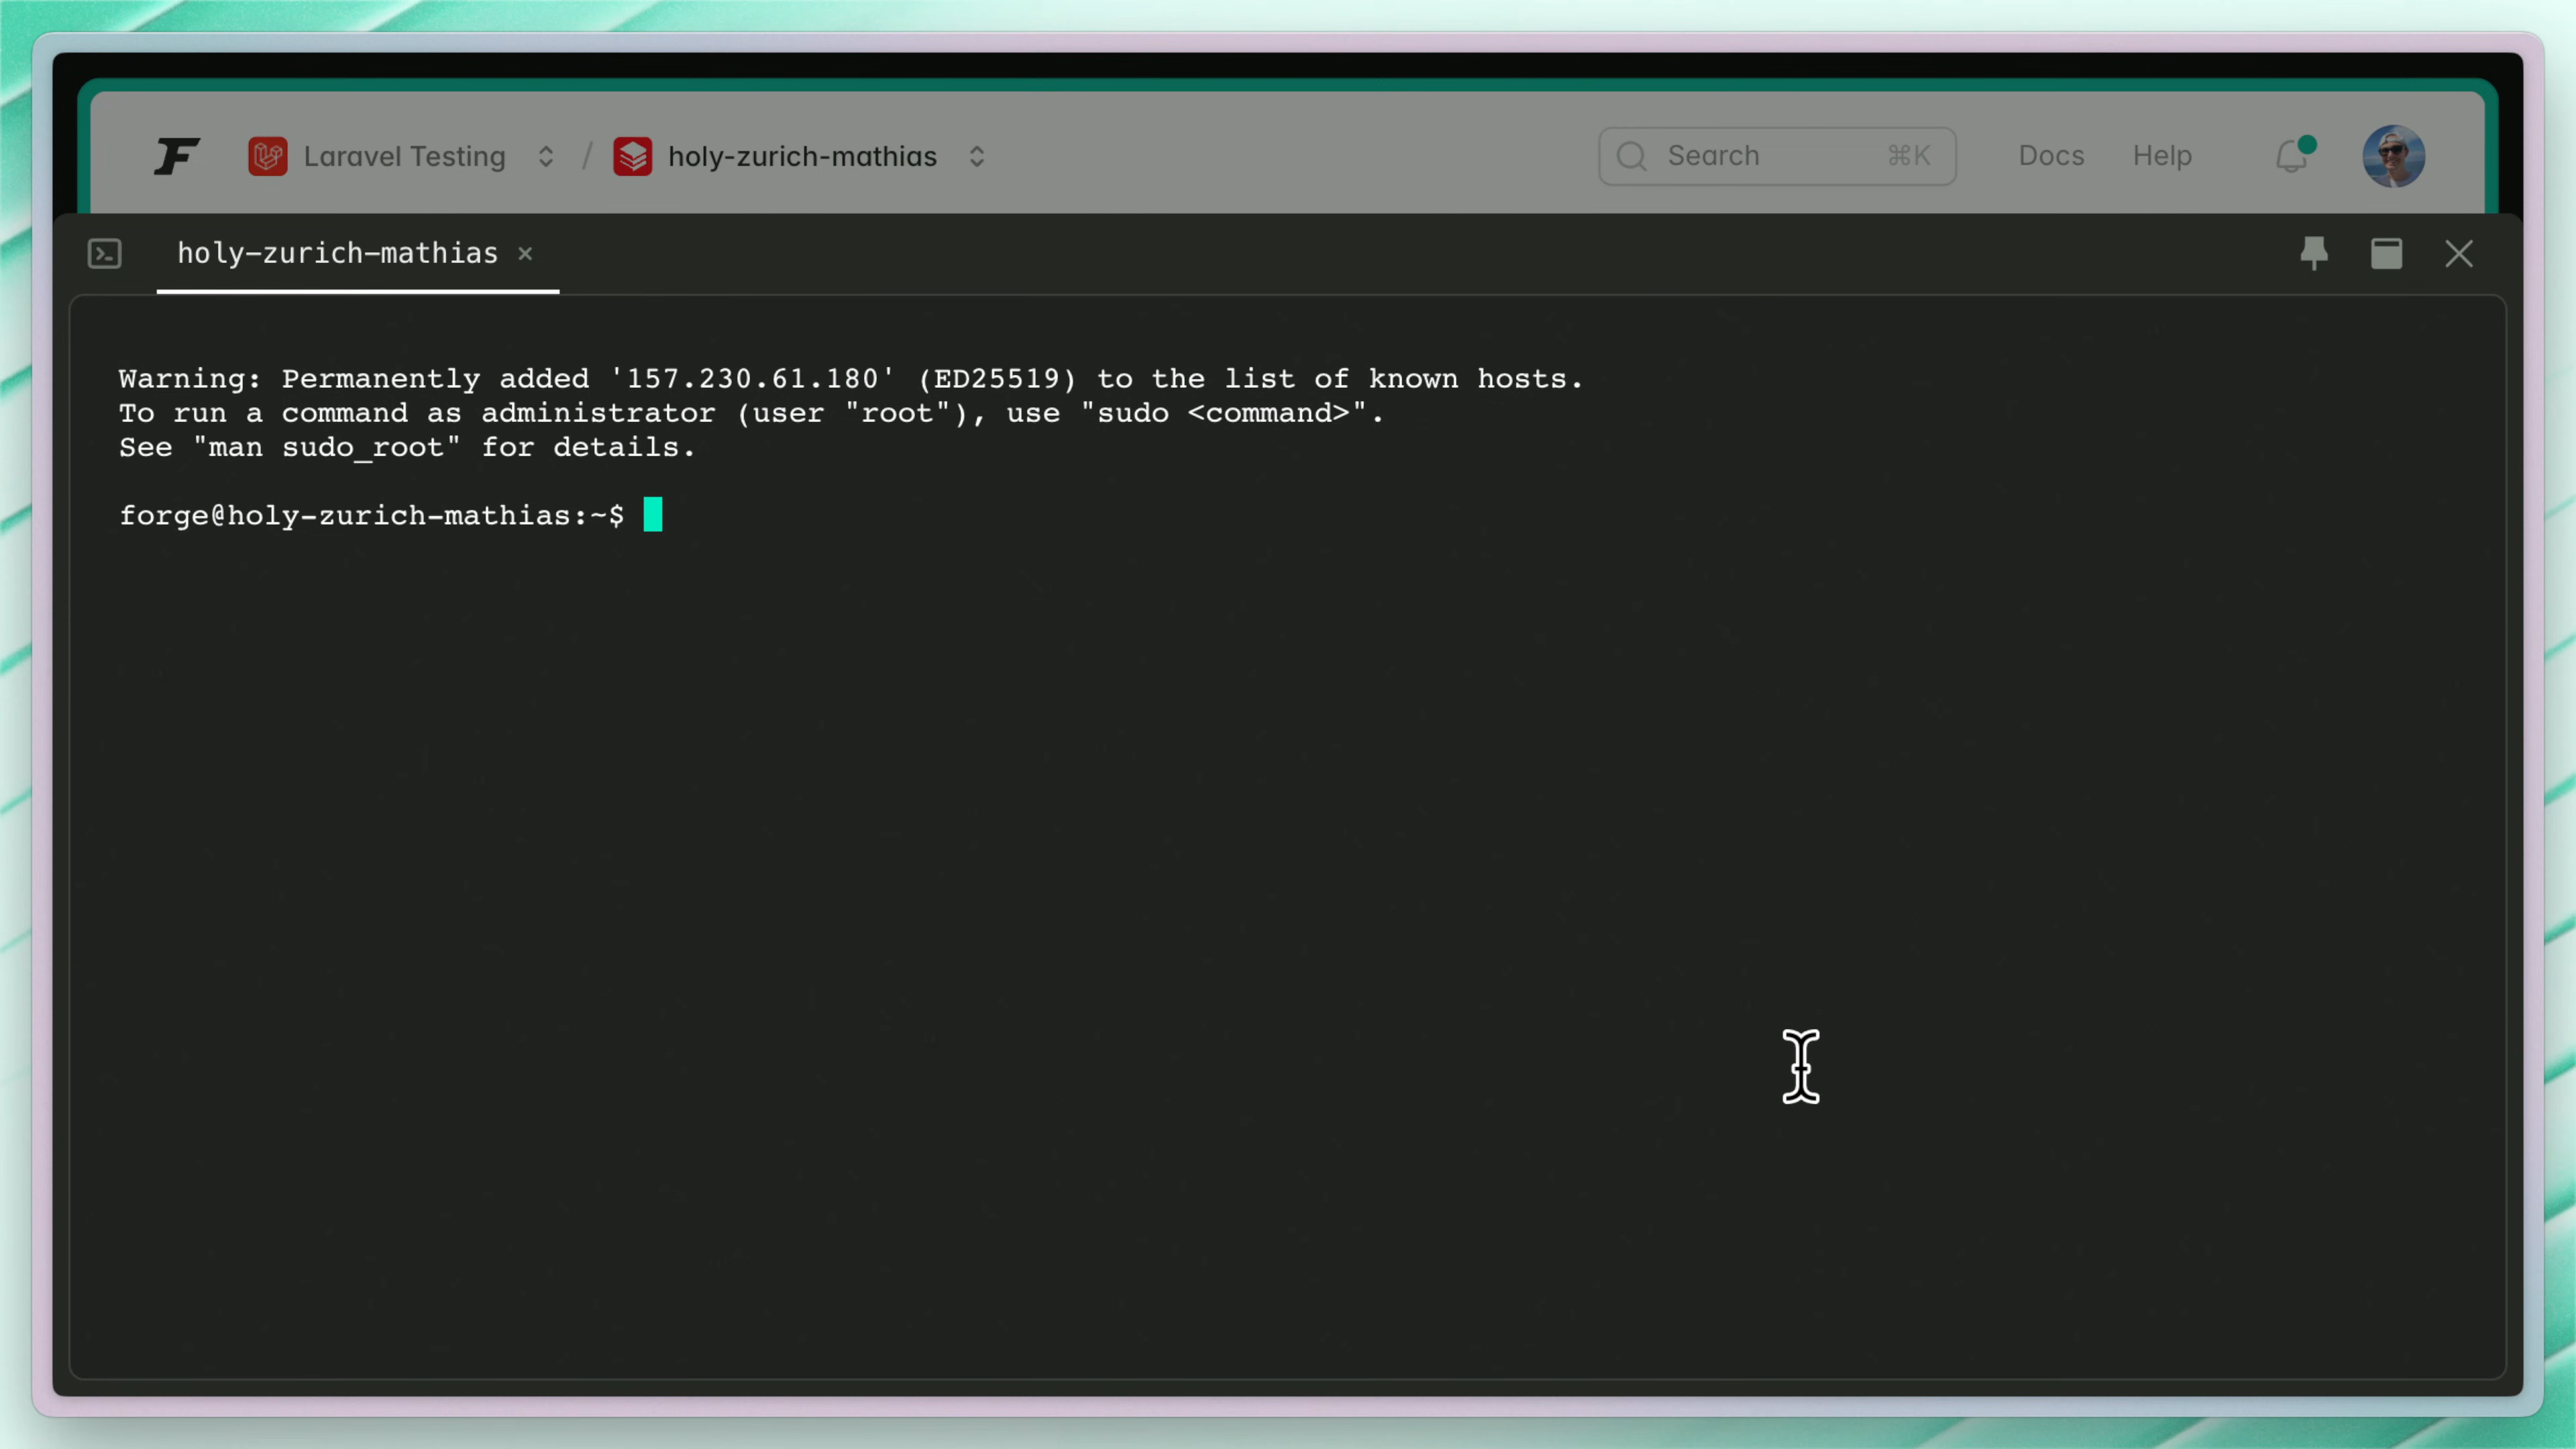 Laravel Testing / holy-zurich-mathias
Search ⌘K
Docs
Help
holy-zurich-mathias ×
Warning: Permanently added '157.230.61.180' (ED25519) to the list of known hosts.
To run a command as administrator (user "root"), use "sudo <command>".
See "man sudo_root" for details.
forge@holy-zurich-mathias:~$